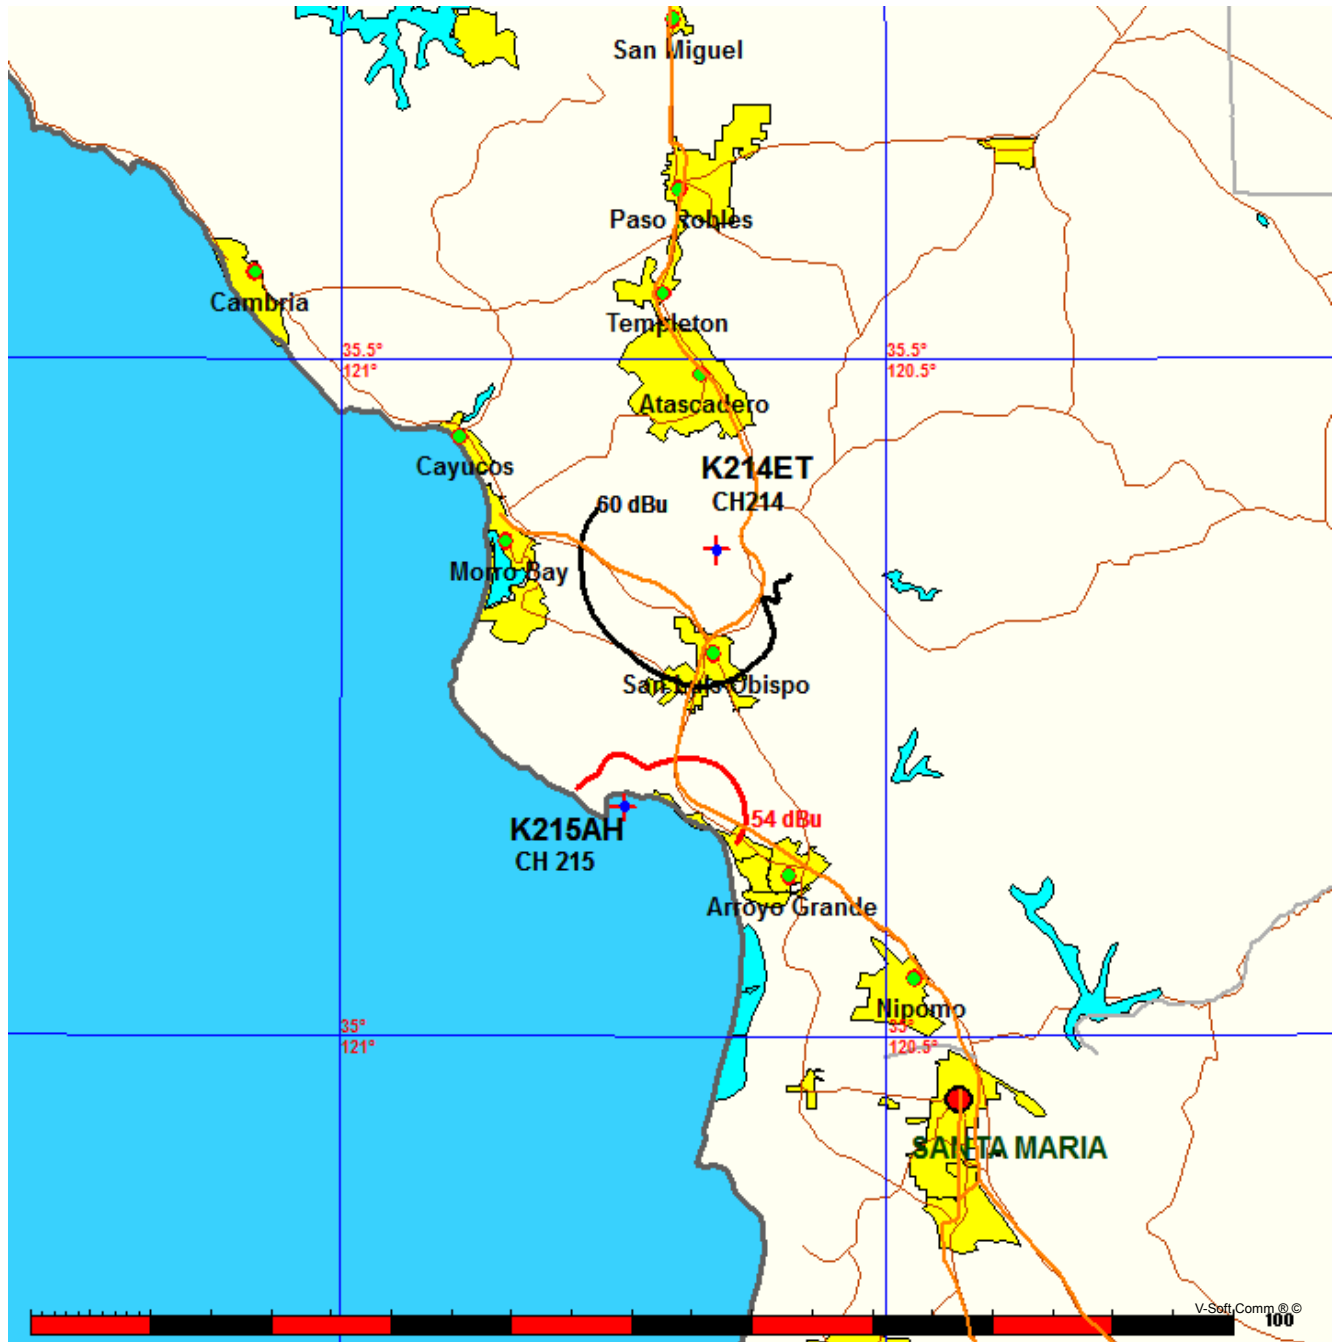 San Miguel
Paso Robles
Cambria
Templeton
35.5°
121°
35.5°
120.5°
Atascadero
Cayucos
K214ET
CH214
60 dBu
Morro Bay
San Luis Obispo
54 dBu
K215AH
CH 215
Arroyo Grande
Nipomo
35°
121°
35°
120.5°
SANTA MARIA
V-Soft Comm ® ©
100